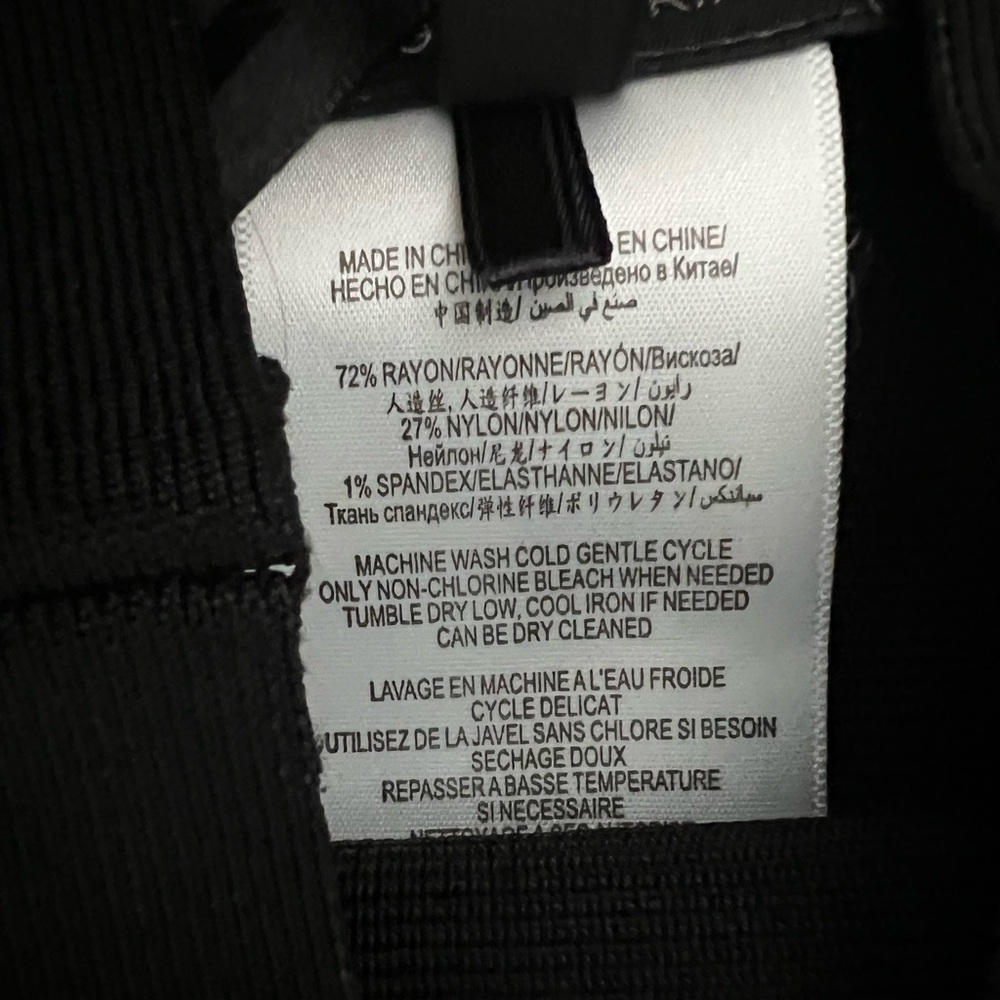 MADE IN EN CHINE/
HECHO EN Произведено в Китае/
中国制造/ صنع في الصين
72% RAYON/RAYONNE/RAYÓN/Вискоза/
人造丝, 人造纤维/レーヨン/ رايون/
27% NYLON/NYLON/NILON/
Нейлон/尼龙/ナイロン/ نيلون/
1% SPANDEX/ELASTHANNE/ELASTANO/
Ткань спандекс/弹性纤维/ポリウレタン/ سباندكس
MACHINE WASH COLD GENTLE CYCLE
ONLY NON-CHLORINE BLEACH WHEN NEEDED
TUMBLE DRY LOW, COOL IRON IF NEEDED
CAN BE DRY CLEANED
LAVAGE EN MACHINE A L'EAU FROIDE
CYCLE DELICAT
UTILISEZ DE LA JAVEL SANS CHLORE SI BESOIN
SECHAGE DOUX
REPASSER A BASSE TEMPERATURE
SI NECESSAIRE